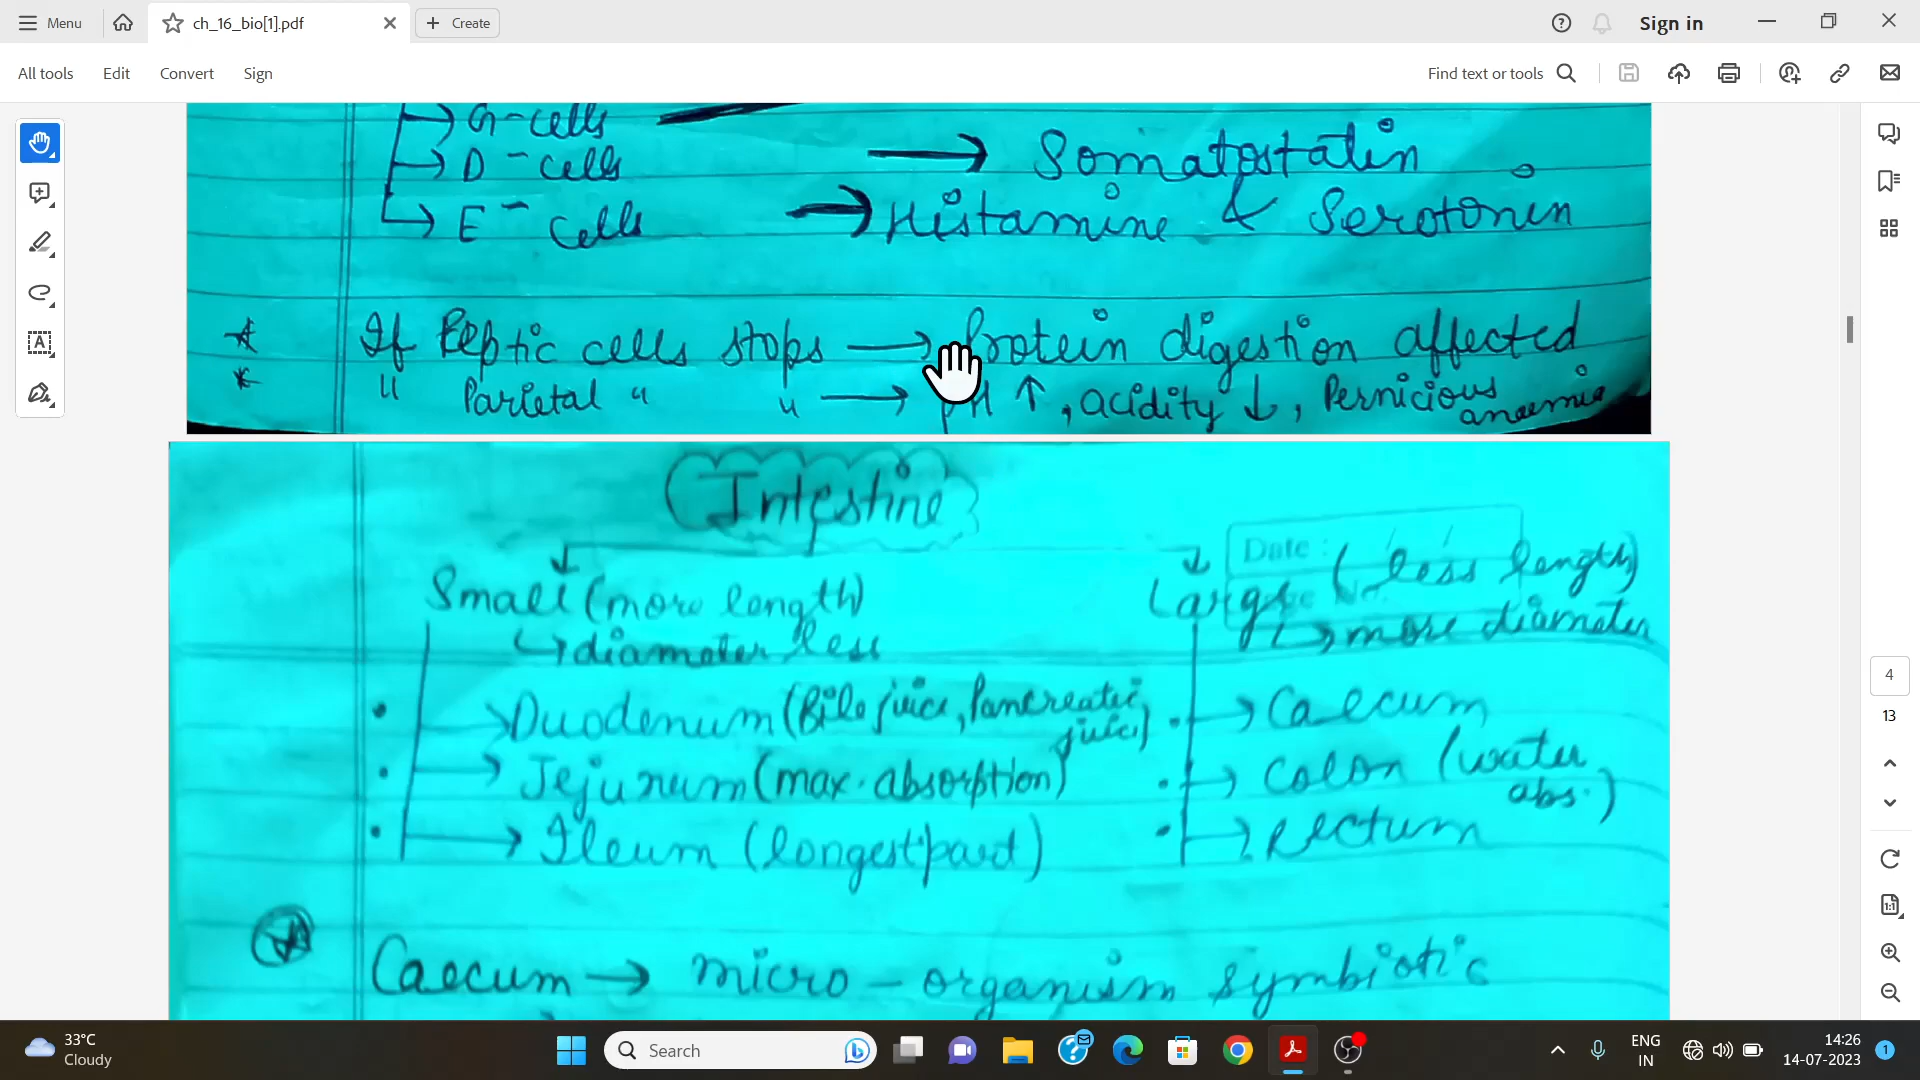 Menu
ch_16_bio[1].pdf
Create
Sign in
All tools
Edit
Convert
Sign
Find text or tools
G-cells
D-cells → Somatostatin
E-cells → Histamine & Serotonin
* If Peptic cells stops → Protein digestion affected
* " Parietal " " → pH ↑, acidity ↓, Pernicious anaemia
Intestine
Date : / /
Small (more length) Large (less length)
↳ diameter less ↳ more diameter
• → Duodenum (Bile juice, Pancreatic juice) • → Caecum
• → Jejunum (max. absorption) • → Colon (water abs.)
• → Ileum (longest part) • → Rectum
Caecum → micro-organism symbiotic
4
13
33°C
Cloudy
Search
ENG
IN
14:26
14-07-2023
1